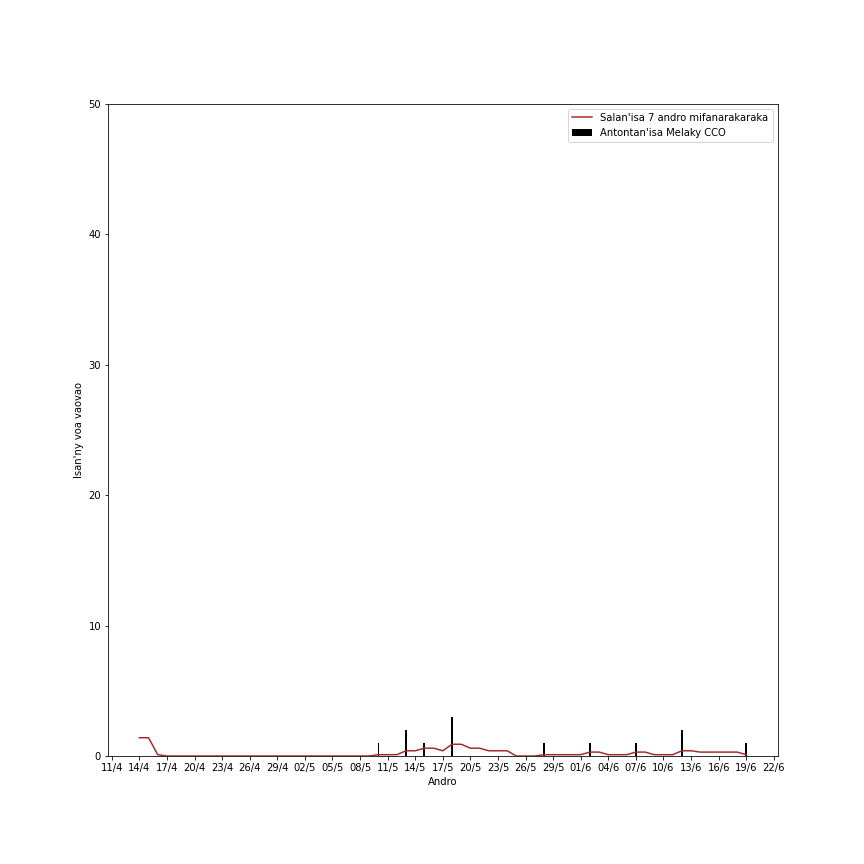 Salan'isa 7 andro mifanarakaraka
Antontan'isa Melaky CCO
50
40
30
20
10
0
Isan'ny voa vaovao
11/4 14/4 17/4 20/4 23/4 26/4 29/4 02/5 05/5 08/5 11/5 14/5 17/5 20/5 23/5 26/5 29/5 01/6 04/6 07/6 10/6 13/6 16/6 19/6 22/6
Andro